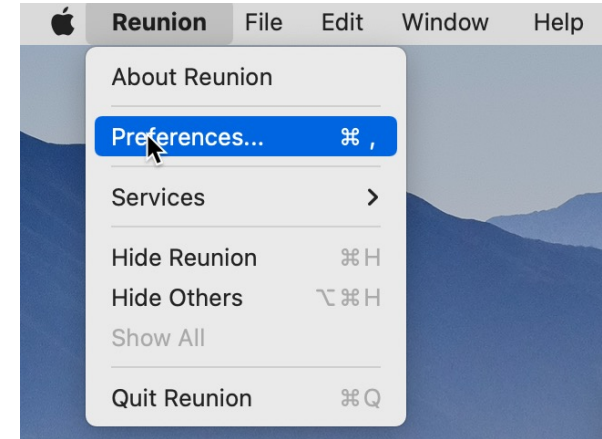 Reunion File Edit Window Help
About Reunion
Preferences... ⌘ ,
Services
Hide Reunion ⌘H
Hide Others ⌥⌘H
Show All
Quit Reunion ⌘Q